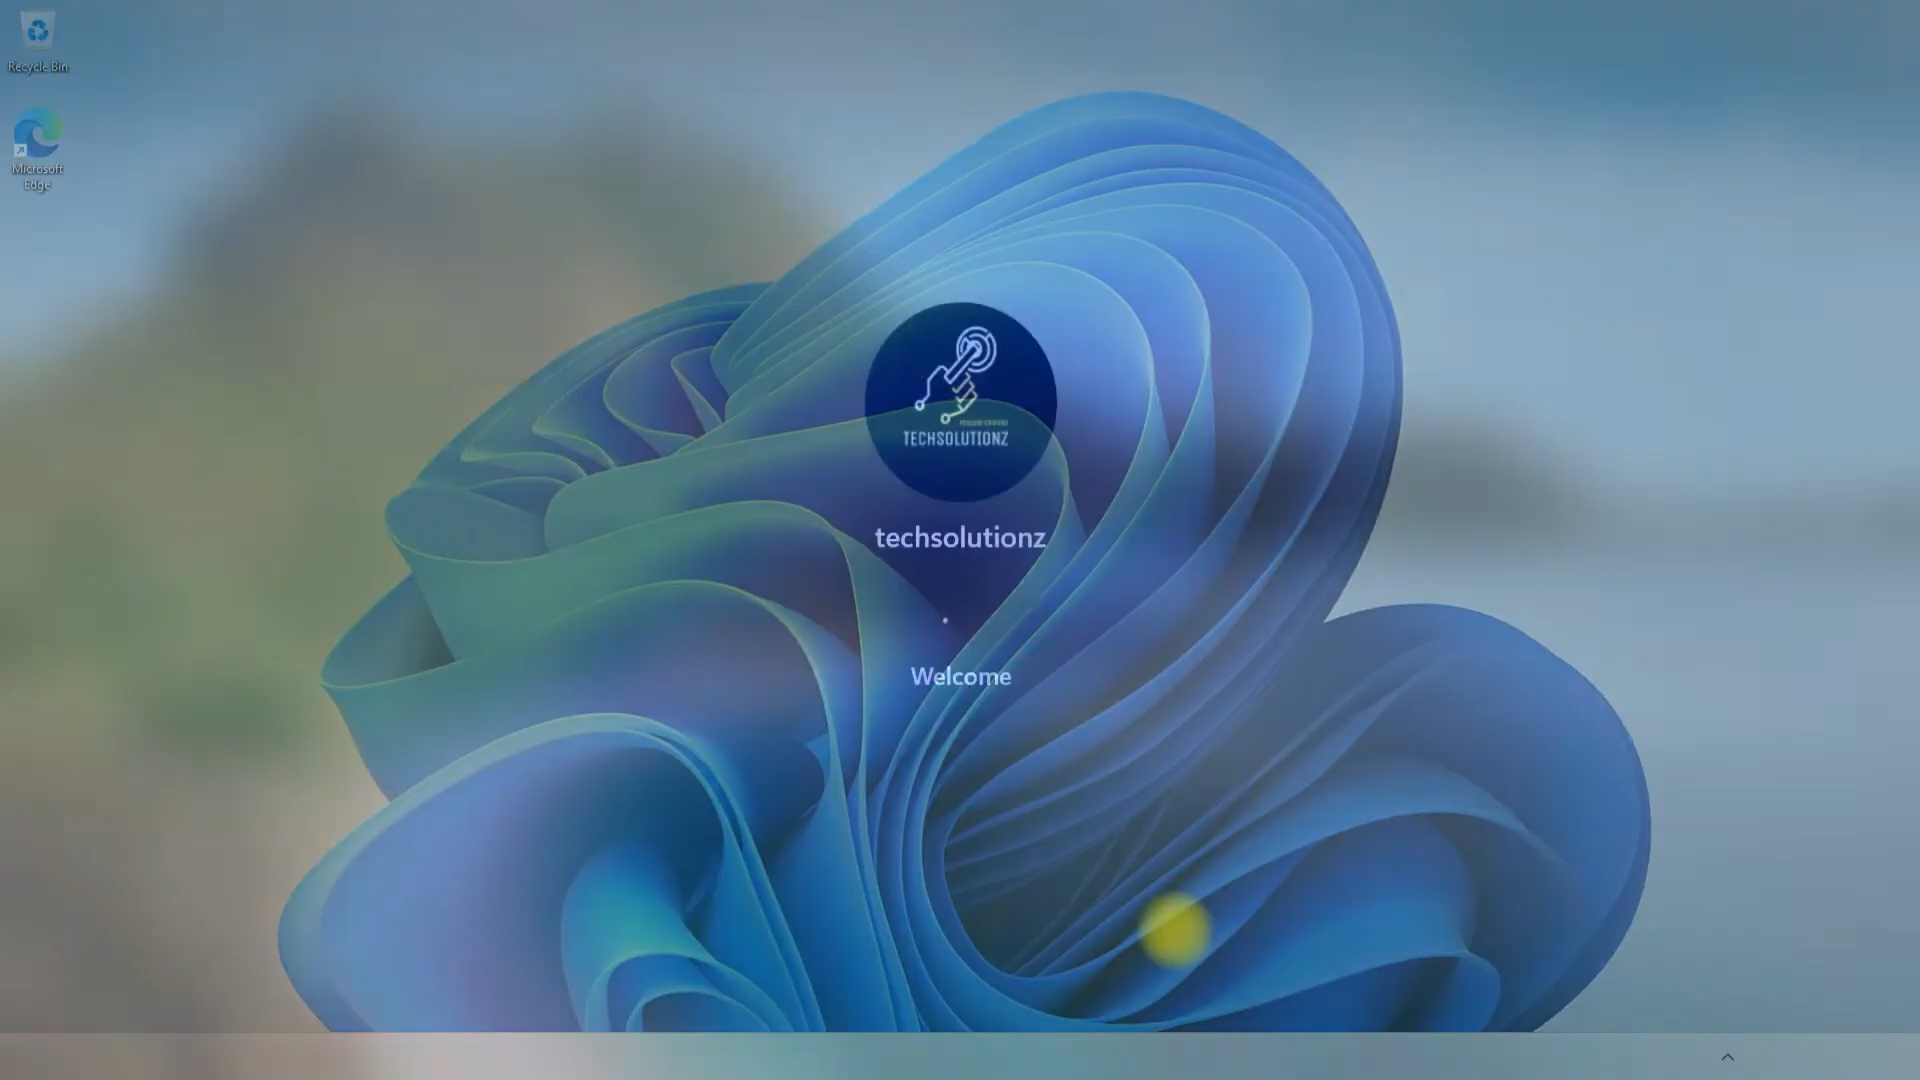 Recycle Bin
Microsoft
Edge
TECHSOLUTIONZ
techsolutionz
Welcome